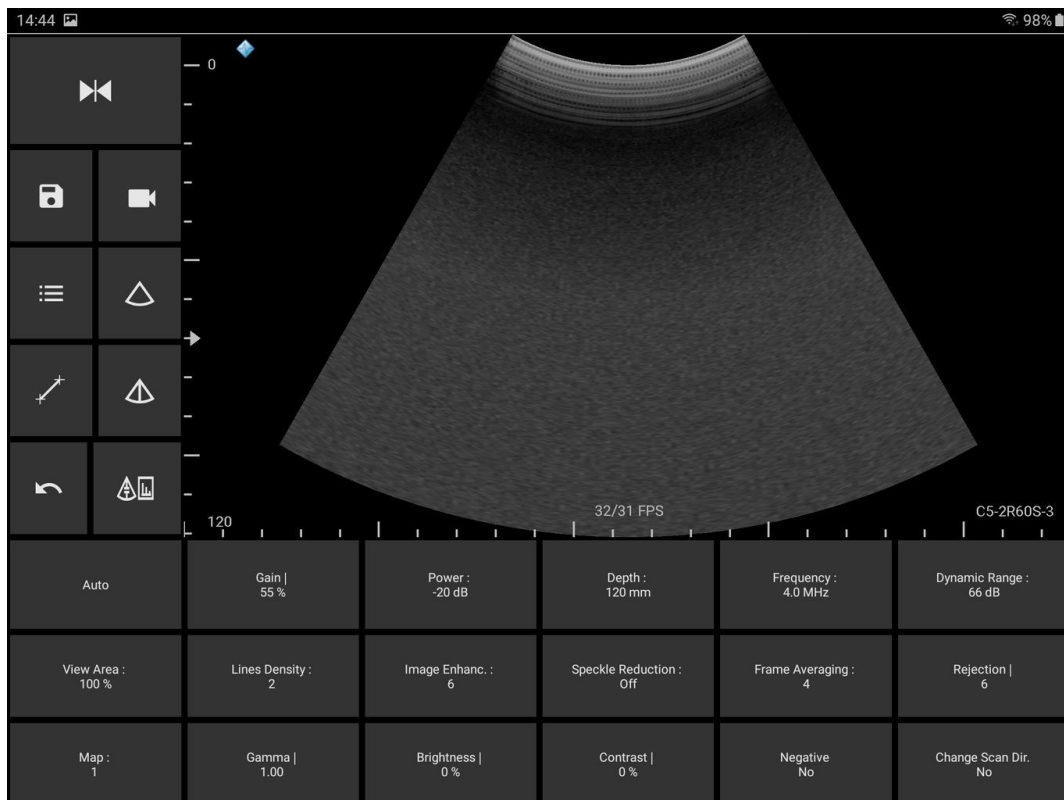 14:44
98%
0
120
32/31 FPS
C5-2R60S-3
Auto
Gain |
55 %
Power :
-20 dB
Depth :
120 mm
Frequency :
4.0 MHz
Dynamic Range :
66 dB
View Area :
100 %
Lines Density :
2
Image Enhanc. :
6
Speckle Reduction :
Off
Frame Averaging :
4
Rejection |
6
Map :
1
Gamma |
1.00
Brightness |
0 %
Contrast |
0 %
Negative
No
Change Scan Dir.
No